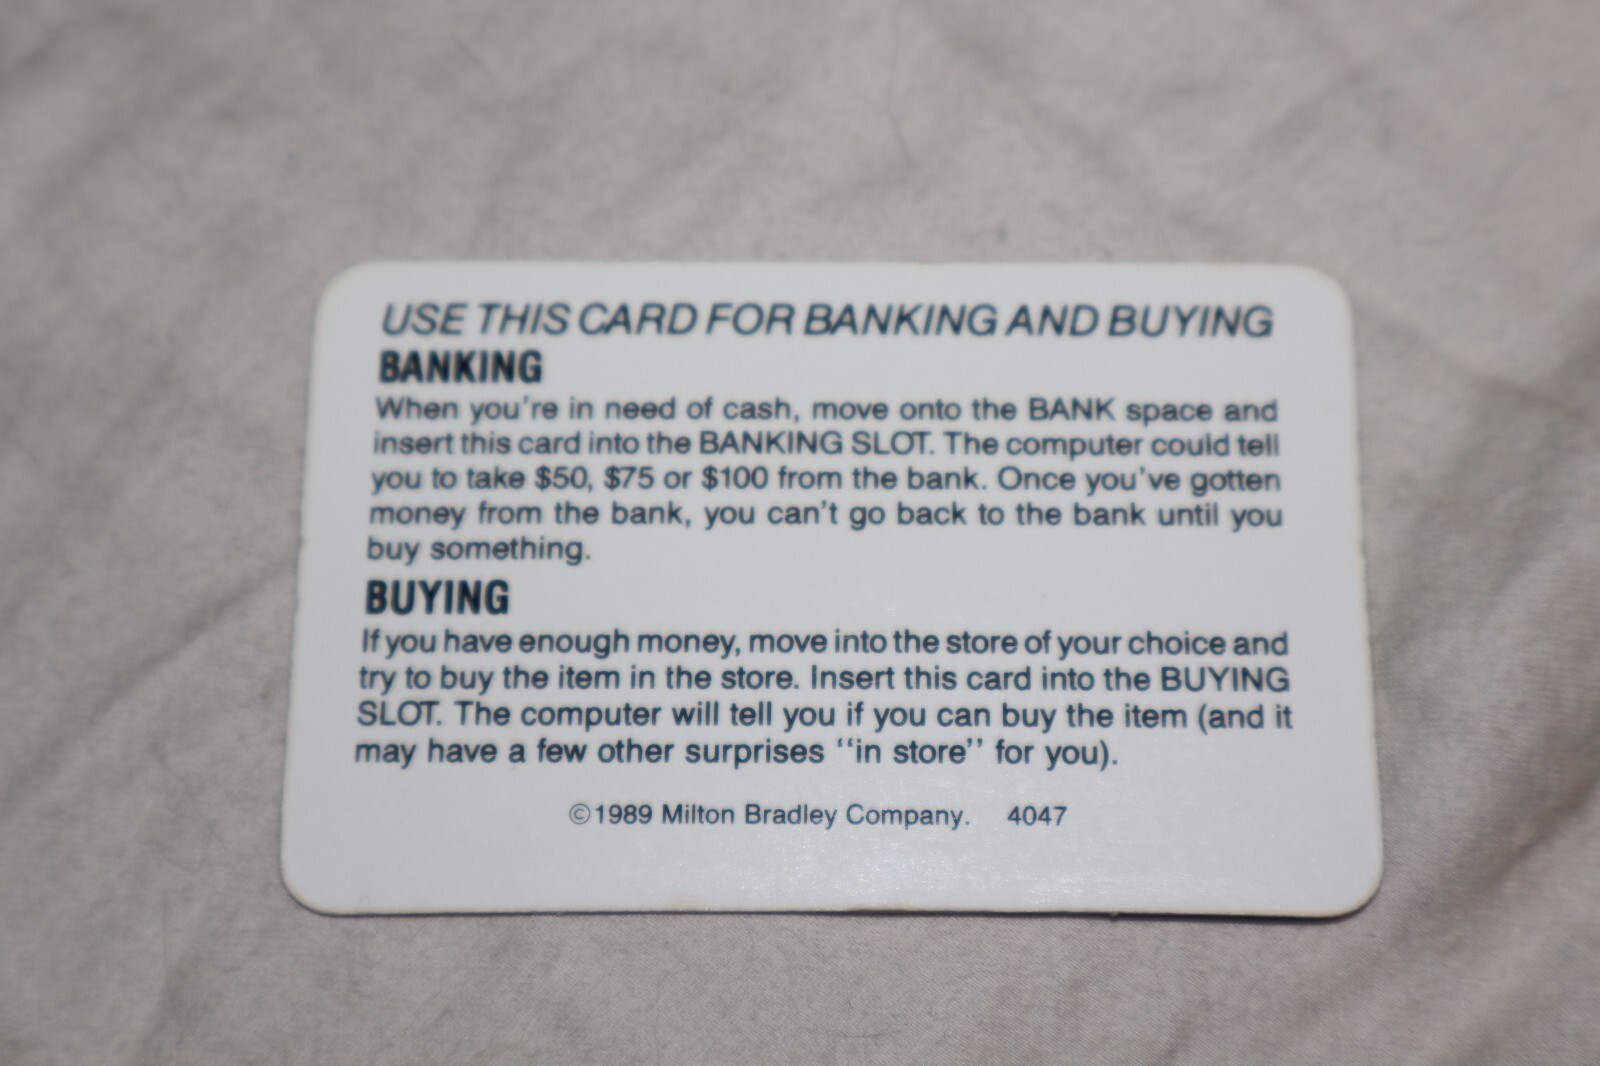 USE THIS CARD FOR BANKING AND BUYING
BANKING
When you're in need of cash, move onto the BANK space and
insert this card into the BANKING SLOT. The computer could tell
you to take $50, $75 or $100 from the bank. Once you've gotten
money from the bank, you can't go back to the bank until you
buy something.
BUYING
If you have enough money, move into the store of your choice and
try to buy the item in the store. Insert this card into the BUYING
SLOT. The computer will tell you if you can buy the item (and it
may have a few other surprises "in store" for you).
©1989 Milton Bradley Company. 4047